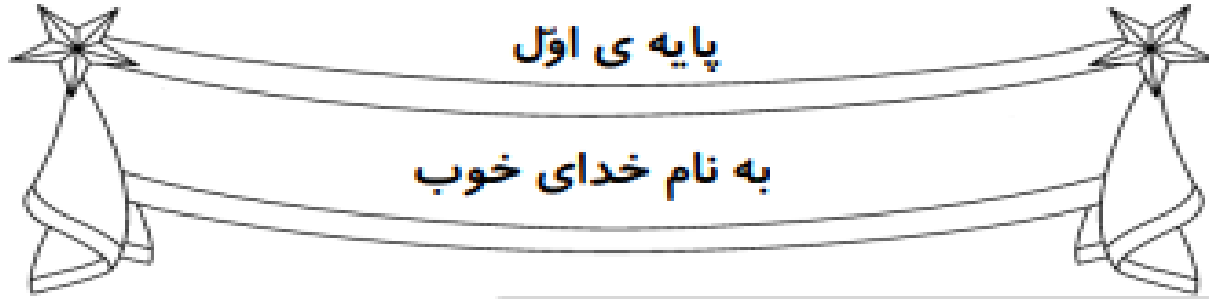 پایه ی اوّل
به نام خدای خوب